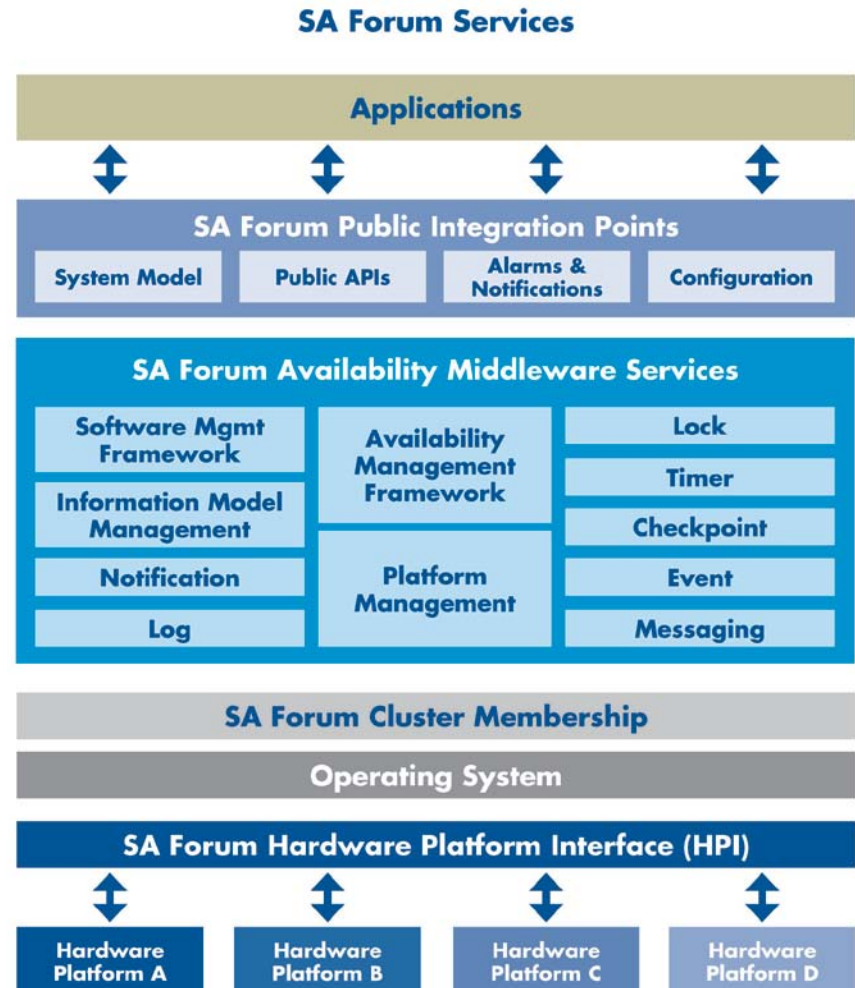 SA Forum Services
Applications
SA Forum Public Integration Points
System Model
Public APIs
Alarms &
Notifications
Configuration
SA Forum Availability Middleware Services
Software Mgmt
Framework
Information Model
Management
Notification
Log
Availability
Management
Framework
Platform
Management
Lock
Timer
Checkpoint
Event
Messaging
SA Forum Cluster Membership
Operating System
SA Forum Hardware Platform Interface (HPI)
Hardware
Platform A
Hardware
Platform B
Hardware
Platform C
Hardware
Platform D